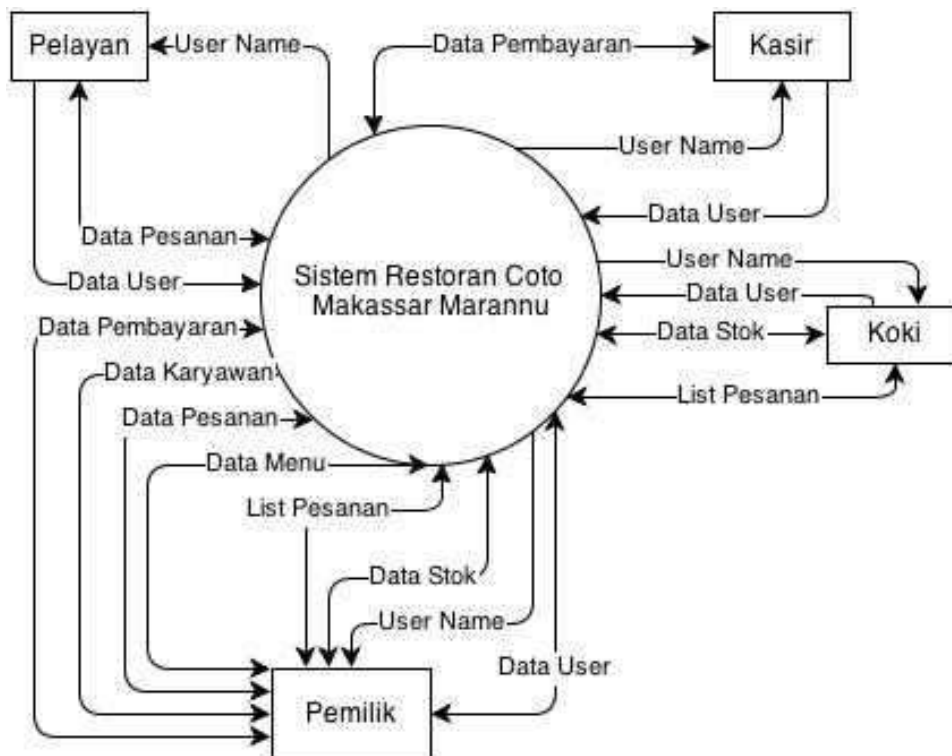 Pelayan
User Name
Data Pembayaran
Kasir
User Name
Data User
Data Pesanan
Data User
Sistem Restoran Coto
Makassar Marannu
User Name
Data User
Data Stok
Koki
List Pesanan
Data Pembayaran
Data Karyawan
Data Pesanan
Data Menu
List Pesanan
Data Stok
User Name
Data User
Pemilik